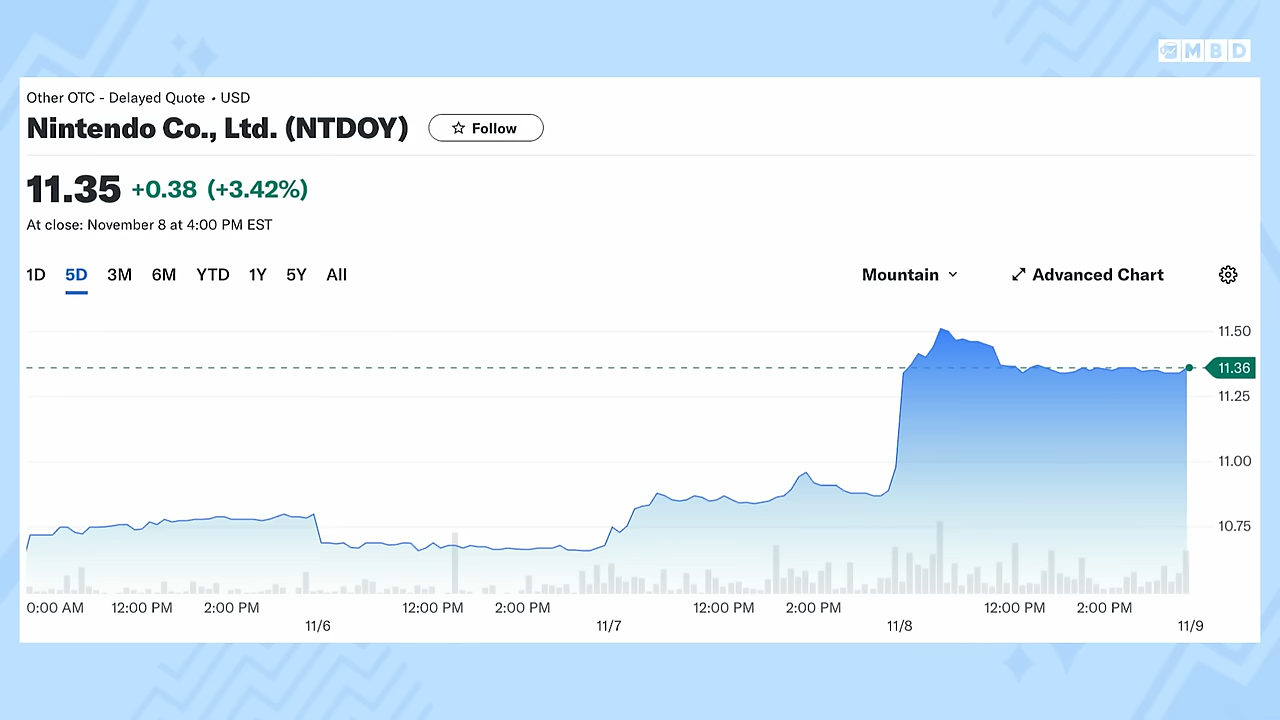 MBD
Other OTC - Delayed Quote • USD
Nintendo Co., Ltd. (NTDOY)
Follow
11.35 +0.38 (+3.42%)
At close: November 8 at 4:00 PM EST
1D 5D 3M 6M YTD 1Y 5Y All
Mountain
Advanced Chart
11.50
11.36
11.25
11.00
10.75
0:00 AM 12:00 PM 2:00 PM 12:00 PM 2:00 PM 12:00 PM 2:00 PM 12:00 PM 2:00 PM
11/6 11/7 11/8 11/9